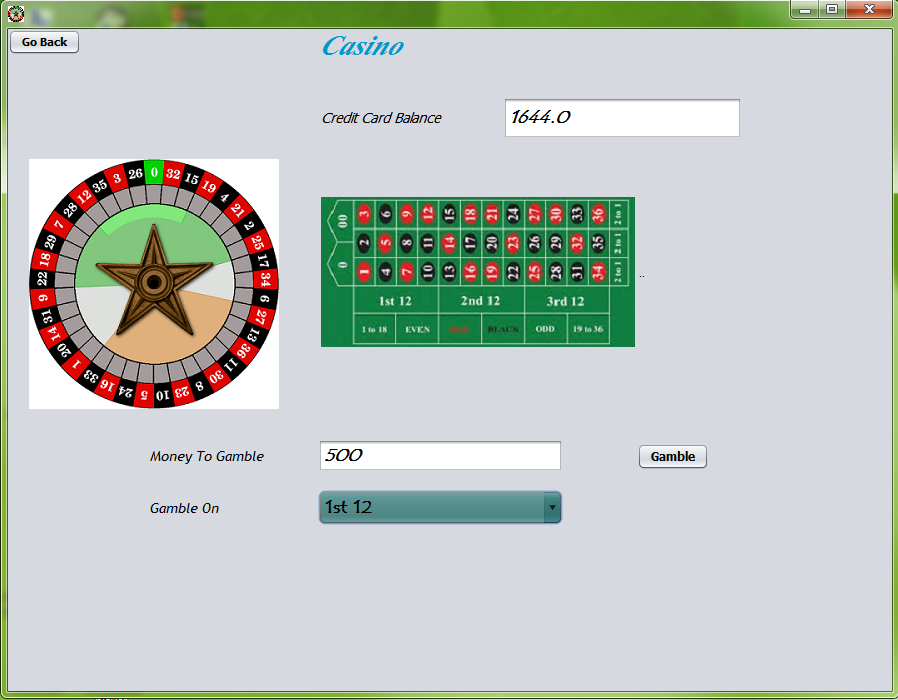 Go Back
Casino
Credit Card Balance 1644.0
0 32 15 19 4 21 2 25 17 34 6 27 13 36 11 30 8 23 10 5 24 16 33 1 20 14 31 9 22 18 29 7 28 12 35 3 26
00 3 6 9 12 15 18 21 24 27 30 33 36 2 to 1
2 5 8 11 14 17 20 23 26 29 32 35 2 to 1
0 1 4 7 10 13 16 19 22 25 28 31 34 2 to 1
..
1st 12 2nd 12 3rd 12
1 to 18 EVEN RED BLACK ODD 19 to 36
Money To Gamble 500 Gamble
Gamble On 1st 12